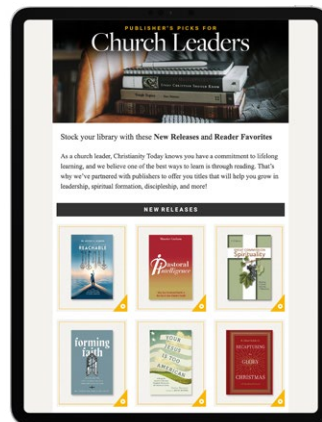 PUBLISHER'S PICKS FOR
Church Leaders
Stock your library with these New Releases and Reader Favorites
As a church leader, Christianity Today knows you have a commitment to lifelong
learning, and we believe one of the best ways to learn is through reading. That's
why we've partnered with publishers to offer you titles that will help you grow in
leadership, spiritual formation, discipleship, and more!
NEW RELEASES
REACHABLE
Pastoral
Intelligence
Spirituality
forming
faith
YOUR
JESUS
IS TOO
AMERICAN
RECAPTURING
CHRISTMAS